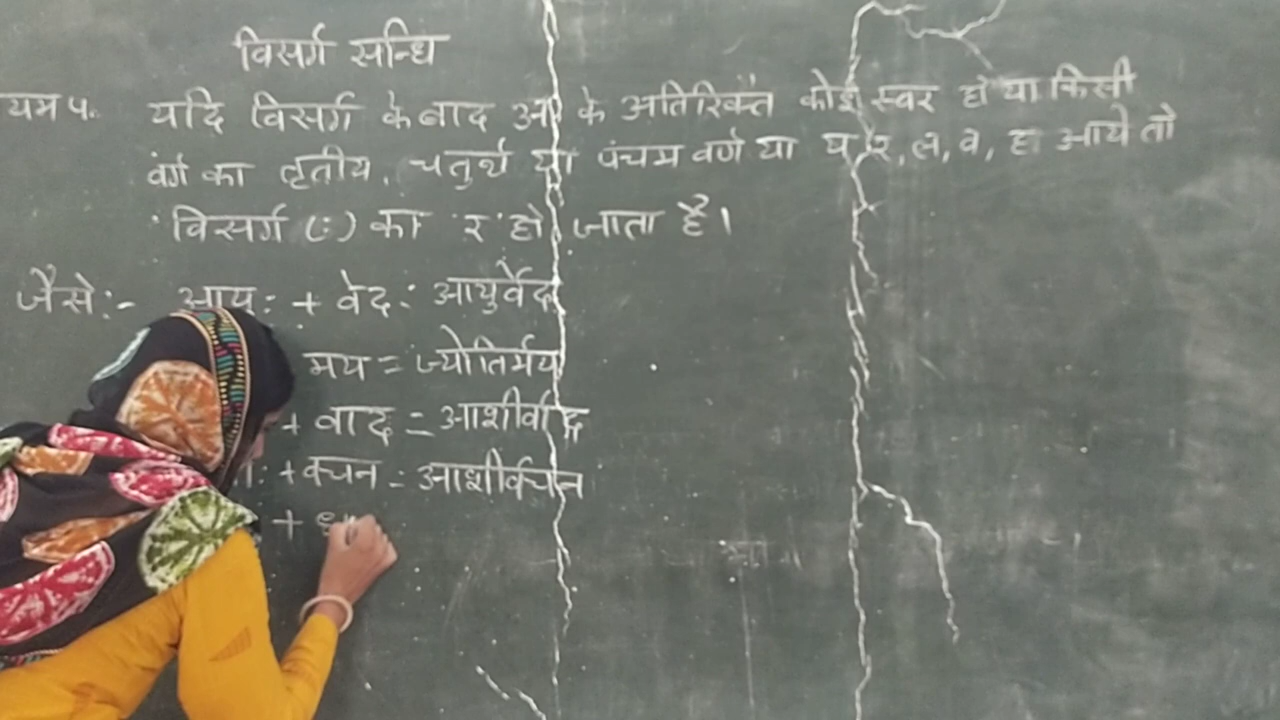 विसर्ग सन्धि
यम ५. यदि विसर्ग के बाद आ के अतिरिक्त कोई स्वर हो या किसी
वर्ग का तृतीय, चतुर्थ या पंचम वर्ण या य, र, ल, व, ह आये तो
विसर्ग (:) का 'र' हो जाता है।
जैसे:- आयु: + वेद: आयुर्वेद
मय = ज्योतिर्मय
+ वाद = आशीर्वाद
: + वचन = आशीर्वचन
+